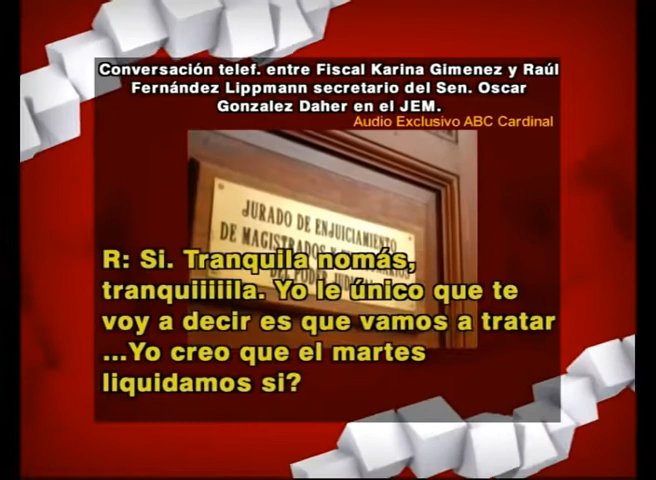 Conversación telef. entre Fiscal Karina Gimenez y Raúl
Fernández Lippmann secretario del Sen. Oscar
Gonzalez Daher en el JEM.
Audio Exclusivo ABC Cardinal
JURADO DE ENJUICIAMIENTO
DE MAGISTRADOS Y
DEL PODER
R: Si. Tranquila nomás,
tranquiiiiiila. Yo le único que te
voy a decir es que vamos a tratar
...Yo creo que el martes
liquidamos si?